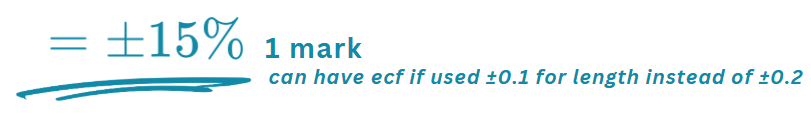 = ±15% 1 mark
can have ecf if used ±0.1 for length instead of ±0.2